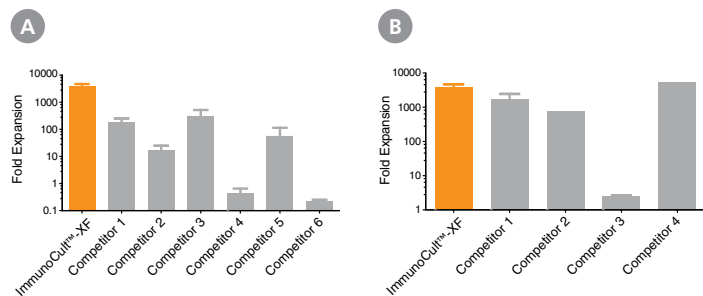 A
B
Fold Expansion
10000
1000
100
10
1
0.1
ImmunoCult™-XF
Competitor 1
Competitor 2
Competitor 3
Competitor 4
Competitor 5
Competitor 6
Fold Expansion
10000
1000
100
10
1
ImmunoCult™-XF
Competitor 1
Competitor 2
Competitor 3
Competitor 4